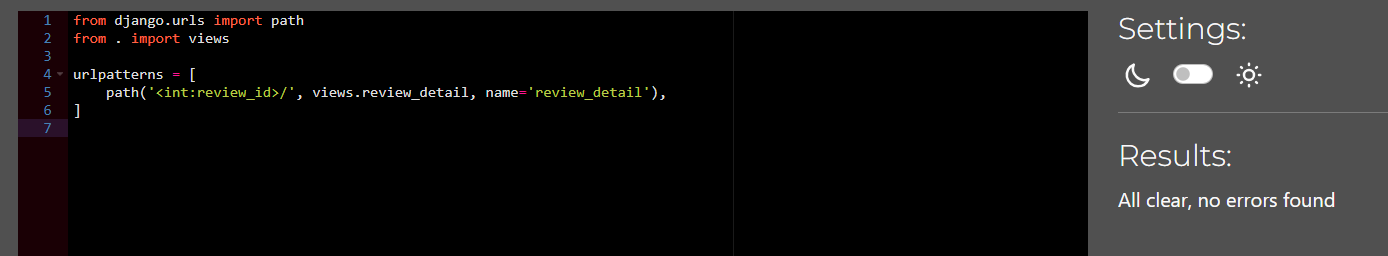 1 from django.urls import path
2 from . import views
3
4 urlpatterns = [
5     path('<int:review_id>/', views.review_detail, name='review_detail'),
6 ]
7
Settings:
Results:
All clear, no errors found